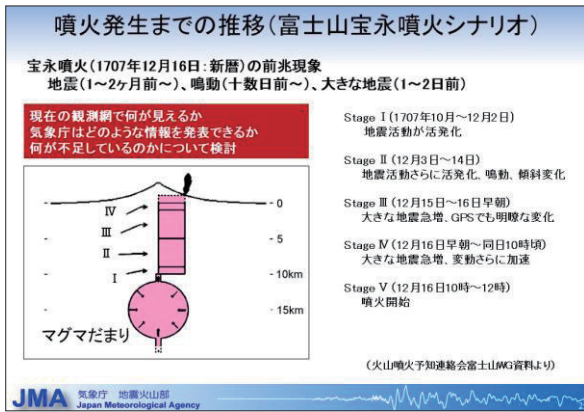 噴火発生までの推移(富士山宝永噴火シナリオ)
宝永噴火(1707年12月16日:新暦)の前兆現象
地震(1~2ヶ月前~)、鳴動(十数日前~)、大きな地震(1~2日前)
現在の観測網で何が見えるか
気象庁はどのような情報を発表できるか
何が不足しているのかについて検討
Ⅳ
Ⅲ
Ⅱ
Ⅰ
- 0
- 5
- 10km
- 15km
マグマだまり
Stage Ⅰ(1707年10月~12月2日)
地震活動が活発化
Stage Ⅱ(12月3日~14日)
地震活動さらに活発化、鳴動、傾斜変化
Stage Ⅲ(12月15日~16日早朝)
大きな地震急増、GPSでも明瞭な変化
Stage Ⅳ(12月16日早朝~同日10時頃)
大きな地震急増、変動さらに加速
Stage Ⅴ(12月16日10時~12時)
噴火開始
(火山噴火予知連絡会富士山WG資料より)
JMA 気象庁 地震火山部
Japan Meteorological Agency